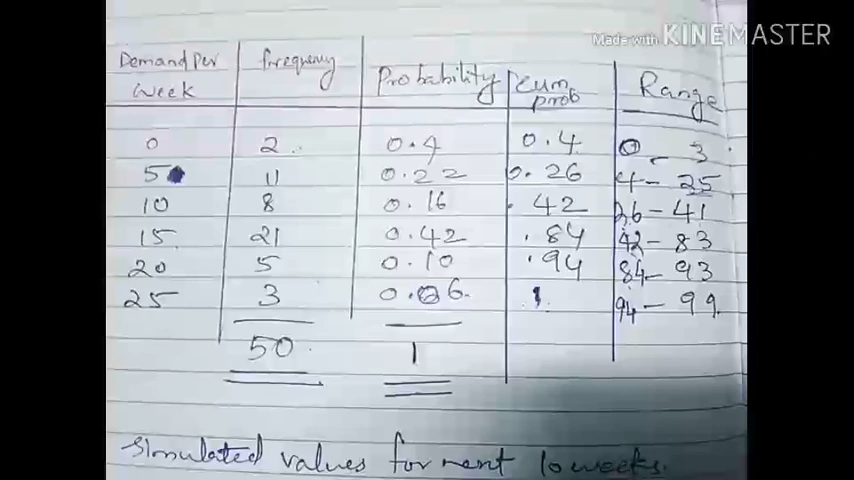 Made with KINEMASTER
Demand Per Week frequency Probability Cum prob Range
0 2 0.4 0.4 0 - 3
5 11 0.22 0.26 4 - 25
10 8 0.16 .42 26 - 41
15 21 0.42 .84 42 - 83
20 5 0.10 .94 84 - 93
25 3 0.06 1 94 - 99
50 1
Simulated values for next 10 weeks.